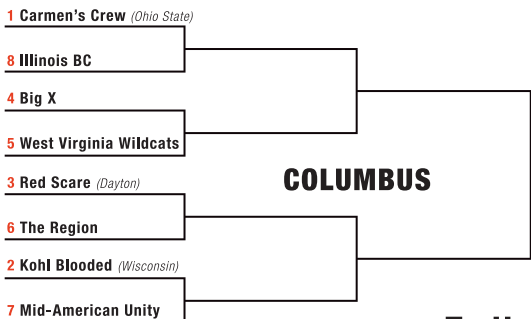 1 Carmen's Crew (Ohio State)
8 Illinois BC
4 Big X
5 West Virginia Wildcats
3 Red Scare (Dayton)
COLUMBUS
6 The Region
2 Kohl Blooded (Wisconsin)
7 Mid-American Unity